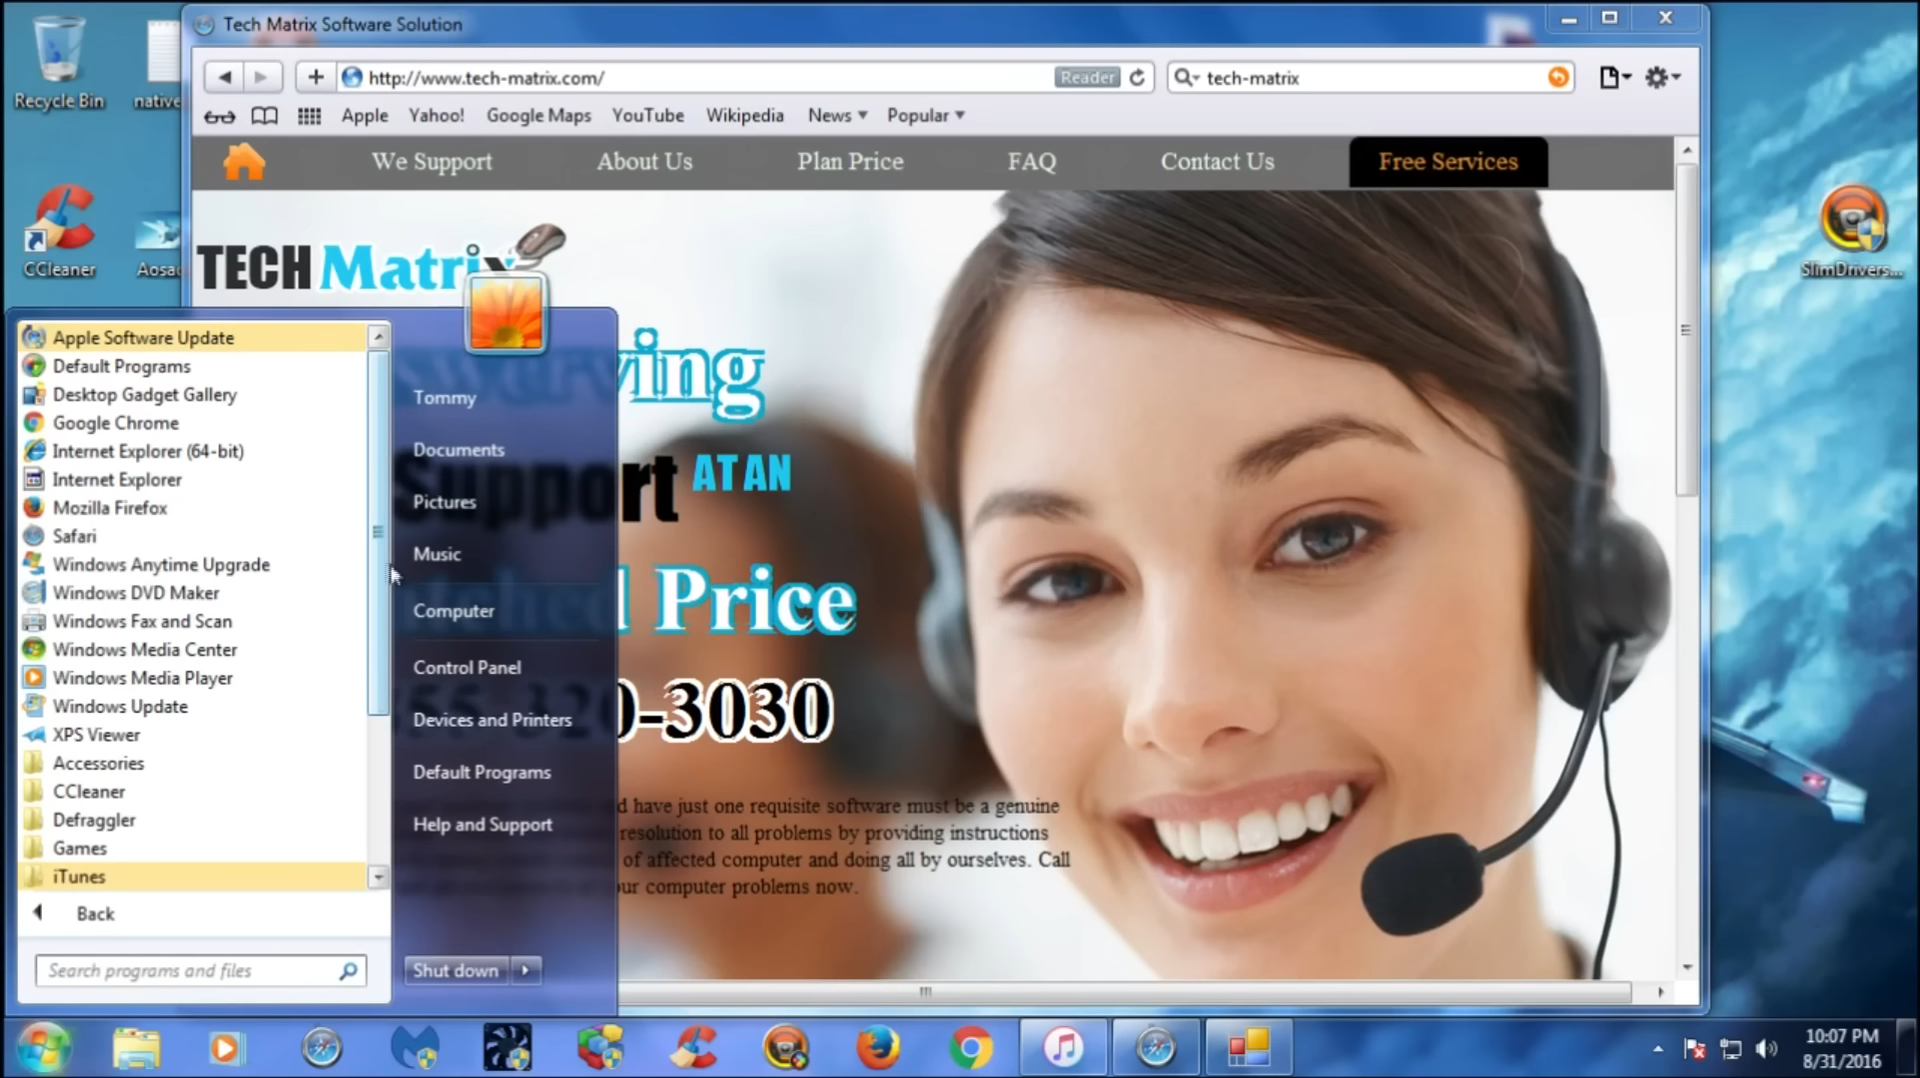 Recycle Bin
native
CCleaner
Aosa
SlimDrivers...
Tech Matrix Software Solution
http://www.tech-matrix.com/
Reader
tech-matrix
Apple
Yahoo!
Google Maps
YouTube
Wikipedia
News
Popular
We Support
About Us
Plan Price
FAQ
Contact Us
Free Services
TECH Matrix
ving
Support AT AN
Price
0-3030
d have just one requisite software must be a genuine
resolution to all problems by providing instructions
of affected computer and doing all by ourselves. Call
ur computer problems now.
Apple Software Update
Default Programs
Desktop Gadget Gallery
Google Chrome
Internet Explorer (64-bit)
Internet Explorer
Mozilla Firefox
Safari
Windows Anytime Upgrade
Windows DVD Maker
Windows Fax and Scan
Windows Media Center
Windows Media Player
Windows Update
XPS Viewer
Accessories
CCleaner
Defraggler
Games
iTunes
Back
Search programs and files
Tommy
Documents
Pictures
Music
Computer
Control Panel
Devices and Printers
Default Programs
Help and Support
Shut down
10:07 PM
8/31/2016